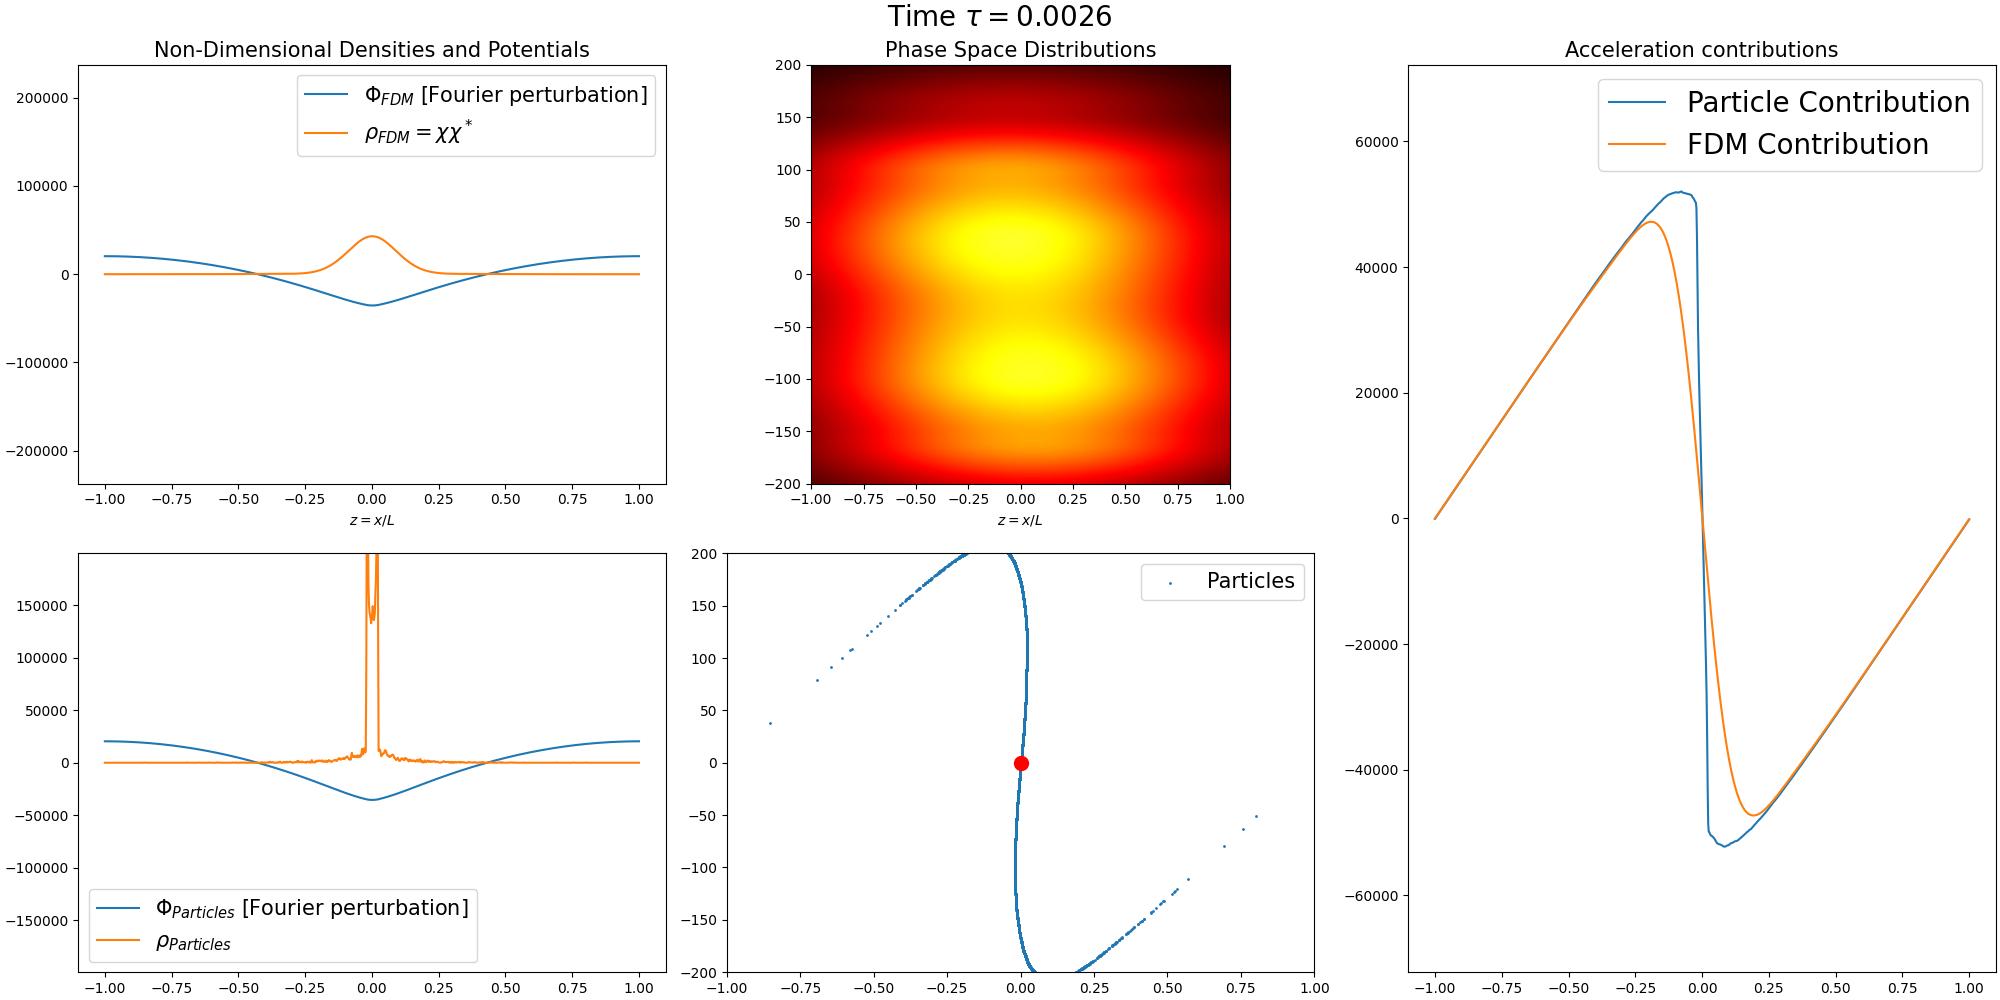 Time τ = 0.0026
Non-Dimensional Densities and Potentials
200000
100000
0
−100000
−200000
−1.00 −0.75 −0.50 −0.25 0.00 0.25 0.50 0.75 1.00
z = x/L
Φ_FDM [Fourier perturbation]
ρ_FDM = χχ*
Phase Space Distributions
200
150
100
50
0
−50
−100
−150
−200
−1.00 −0.75 −0.50 −0.25 0.00 0.25 0.50 0.75 1.00
z = x/L
Acceleration contributions
Particle Contribution
FDM Contribution
60000
40000
20000
0
−20000
−40000
−60000
−1.00 −0.75 −0.50 −0.25 0.00 0.25 0.50 0.75 1.00
150000
100000
50000
0
−50000
−100000
−150000
Φ_Particles [Fourier perturbation]
ρ_Particles
−1.00 −0.75 −0.50 −0.25 0.00 0.25 0.50 0.75 1.00
Particles
200
150
100
50
0
−50
−100
−150
−200
−1.00 −0.75 −0.50 −0.25 0.00 0.25 0.50 0.75 1.00